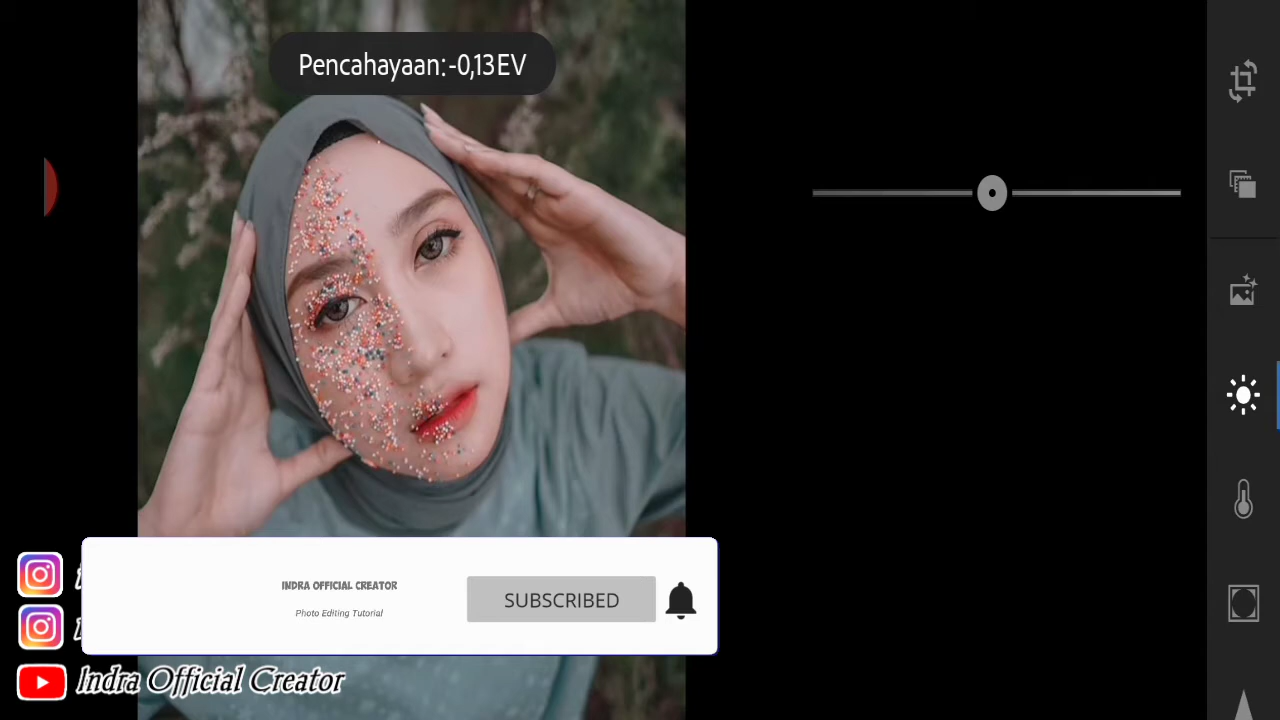 Pencahayaan:-0,13EV
INDRA OFFICIAL CREATOR
Photo Editing Tutorial
SUBSCRIBED
Indra Official Creator